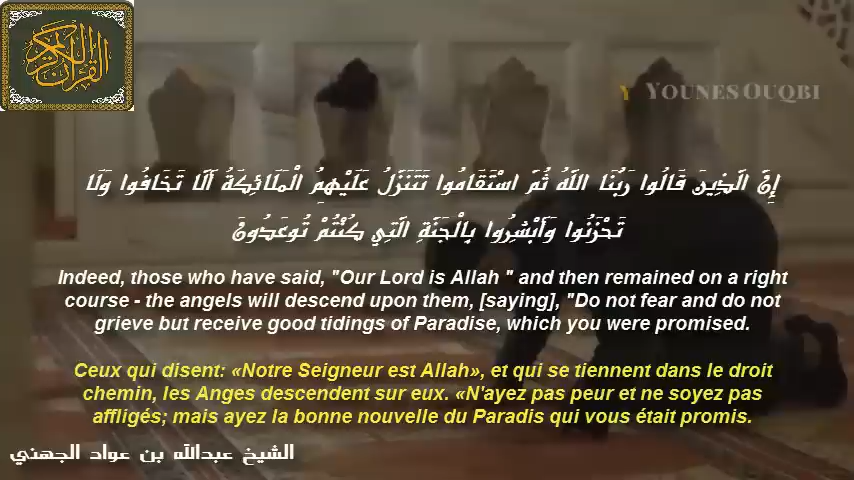 القرآن الكريم
Y YOUNES OUQBI
إِنَّ الَّذِينَ قَالُوا رَبُّنَا اللَّهُ ثُمَّ اسْتَقَامُوا تَتَنَزَّلُ عَلَيْهِمُ الْمَلَائِكَةُ أَلَّا تَخَافُوا وَلَا
تَحْزَنُوا وَأَبْشِرُوا بِالْجَنَّةِ الَّتِي كُنْتُمْ تُوعَدُونَ
Indeed, those who have said, "Our Lord is Allah " and then remained on a right
course - the angels will descend upon them, [saying], "Do not fear and do not
grieve but receive good tidings of Paradise, which you were promised.
Ceux qui disent: «Notre Seigneur est Allah», et qui se tiennent dans le droit
chemin, les Anges descendent sur eux. «N'ayez pas peur et ne soyez pas
affligés; mais ayez la bonne nouvelle du Paradis qui vous était promis.
الشيخ عبدالله بن عواد الجهني